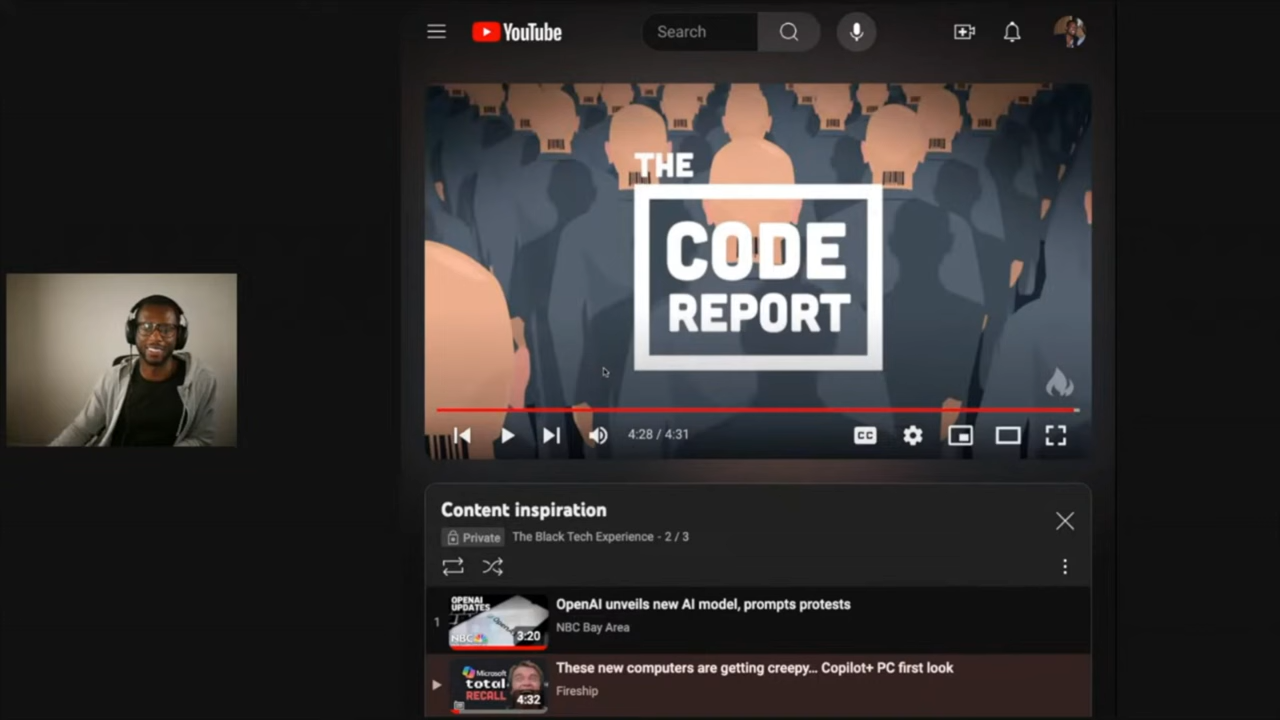 YouTube
Search
THE
CODE
REPORT
4:28 / 4:31
CC
Content inspiration
Private The Black Tech Experience - 2 / 3
1
OPENAI
UPDATES
NBC
3:20
OpenAI unveils new AI model, prompts protests
NBC Bay Area
Microsoft
total
RECALL
4:32
These new computers are getting creepy... Copilot+ PC first look
Fireship